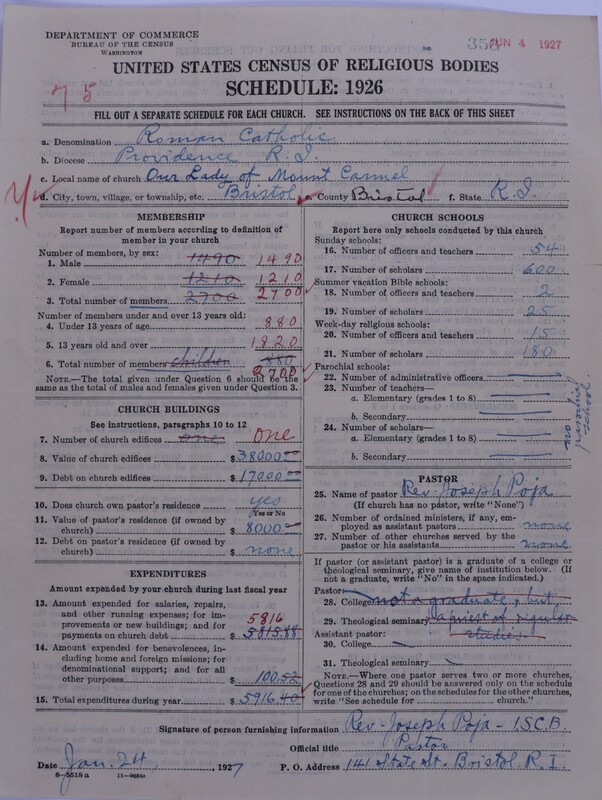 DEPARTMENT OF COMMERCE
BUREAU OF THE CENSUS
WASHINGTON
358 JUN 4 1927
UNITED STATES CENSUS OF RELIGIOUS BODIES
SCHEDULE: 1926
75
FILL OUT A SEPARATE SCHEDULE FOR EACH CHURCH. SEE INSTRUCTIONS ON THE BACK OF THIS SHEET
a. Denomination Roman Catholic
b. Diocese Providence, R.I.
c. Local name of church Our Lady of Mount Carmel
d. City, town, village, or township, etc. Bristol e. County Bristol f. State R.I.
MEMBERSHIP
Report number of members according to definition of
member in your church
Number of members, by sex:
1. Male 1490 1490
2. Female 1210 1210
3. Total number of members 2700 2700
Number of members under and over 13 years old:
4. Under 13 years of age 880
5. 13 years old and over 1820
6. Total number of members children 880
2700
NOTE.—The total given under Question 6 should be the
same as the total of males and females given under Question 3.
CHURCH BUILDINGS
See instructions, paragraphs 10 to 12
7. Number of church edifices one one
8. Value of church edifices $38000.00
9. Debt on church edifices $17000.00
10. Does church own pastor's residence yes
Yes or No
11. Value of pastor's residence (if owned by
church) $8000.00
12. Debt on pastor's residence (if owned by
church) $ none
EXPENDITURES
Amount expended by your church during last fiscal year
13. Amount expended for salaries, repairs,
and other running expenses; for im-
provements or new buildings; and for
payments on church debt $ 5815.88 5816
14. Amount expended for benevolences,
including home and foreign missions; for
denominational support; and for all
other purposes $ 100.52
15. Total expenditures during year $ 5916.40
CHURCH SCHOOLS
Report here only schools conducted by this church
Sunday schools:
16. Number of officers and teachers 54
17. Number of scholars 600
Summer vacation Bible schools:
18. Number of officers and teachers 2
19. Number of scholars 25
Week-day religious schools:
20. Number of officers and teachers 15
21. Number of scholars 180
Parochial schools:
22. Number of administrative officers
23. Number of teachers—
a. Elementary (grades 1 to 8)
b. Secondary
24. Number of scholars—
a. Elementary (grades 1 to 8)
b. Secondary
no parochial school
PASTOR
25. Name of pastor Rev. Joseph Poja
(If church has no pastor, write "None")
26. Number of ordained ministers, if any, em-
ployed as assistant pastors none
27. Number of other churches served by the
pastor or his assistants none
If pastor (or assistant pastor) is a graduate of a college or
theological seminary, give name of institution below. (If
not a graduate, write "No" in the space indicated.)
Pastor:
28. College not a graduate, but
29. Theological seminary a priest of regular
studies
Assistant pastor:
30. College
31. Theological seminary
NOTE.—Where one pastor serves two or more churches,
Questions 28 and 29 should be answered only on the schedule
for one of the churches; on the schedules for the other churches,
write "See schedule for church."
Signature of person furnishing information Rev. Joseph Poja - I.S.C.B.
Official title Pastor
Date Jan. 24, 1927 P. O. Address 141 State St. Bristol, R.I.
8-5518a 11-9684